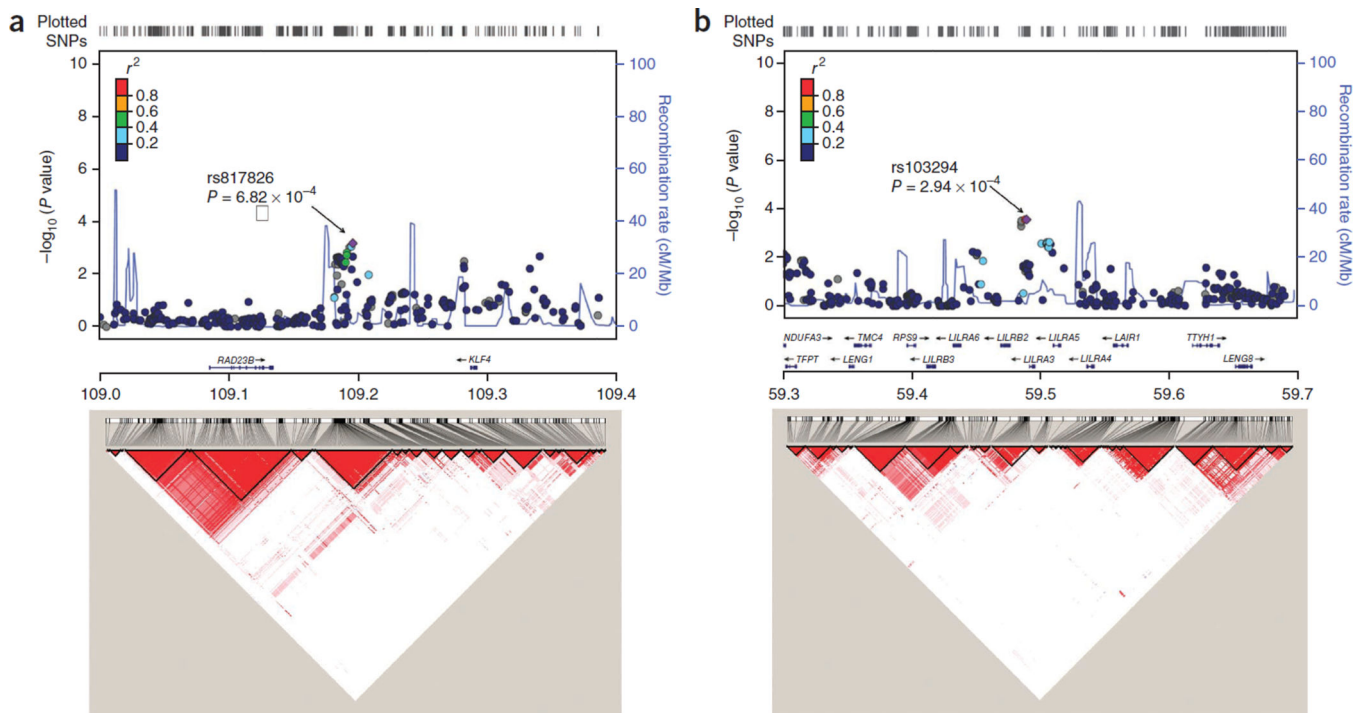 a
Plotted
SNPs
10
8
6
4
2
0
–log10 (P value)
r2
0.8
0.6
0.4
0.2
rs817826
P = 6.82 × 10–4
100
80
60
40
20
0
Recombination rate (cM/Mb)
RAD23B
KLF4
109.0 109.1 109.2 109.3 109.4
b
Plotted
SNPs
10
8
6
4
2
0
–log10 (P value)
r2
0.8
0.6
0.4
0.2
rs103294
P = 2.94 × 10–4
100
80
60
40
20
0
Recombination rate (cM/Mb)
NDUFA3 TMC4 RPS9 LILRA6 LILRB2 LILRA5 LAIR1 TTYH1
TFPT LENG1 LILRB3 LILRA3 LILRA4 LENG8
59.3 59.4 59.5 59.6 59.7